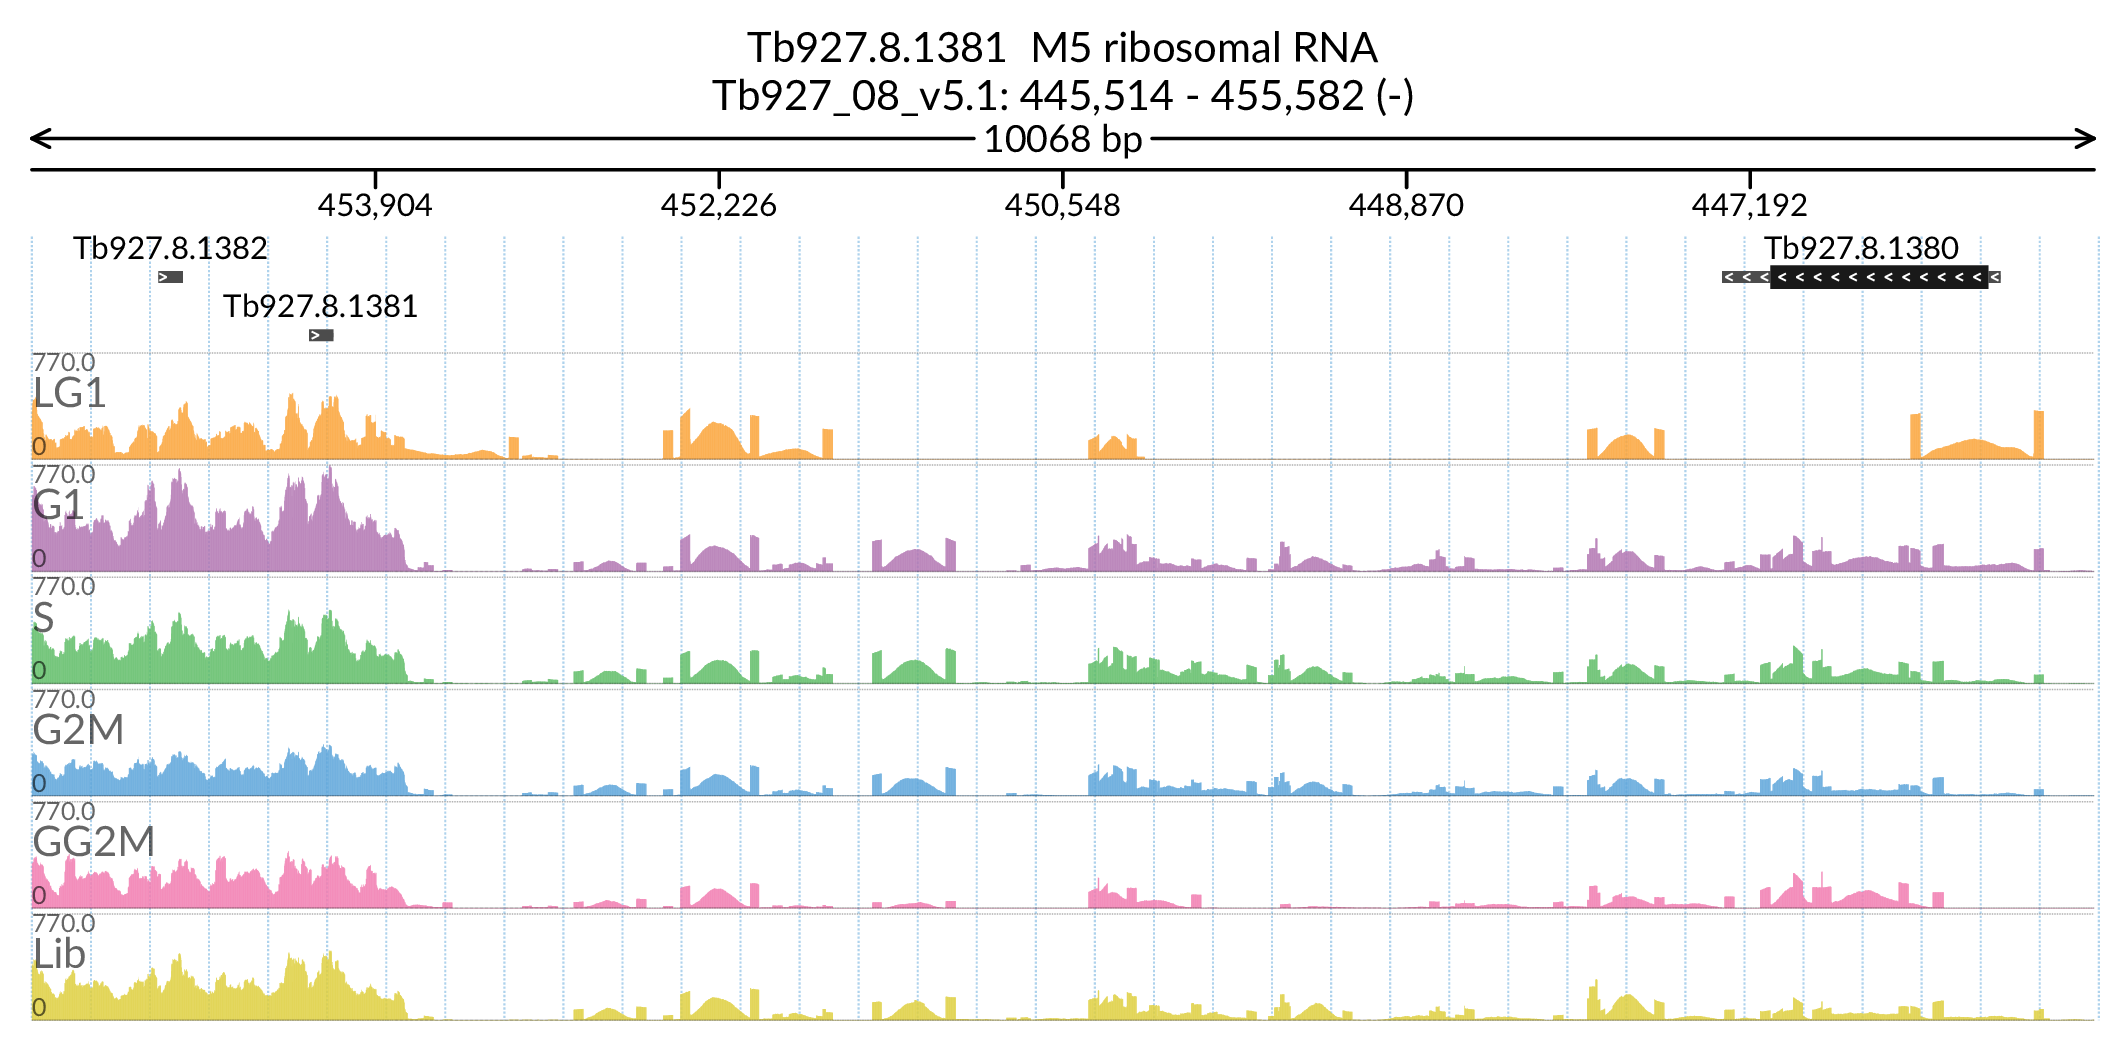 Tb927.8.1381  M5 ribosomal RNA
Tb927_08_v5.1: 445,514 - 455,582 (-)
10068 bp
453,904 452,226 450,548 448,870 447,192
Tb927.8.1382 Tb927.8.1380
Tb927.8.1381
770.0
LG1
0
770.0
G1
0
770.0
S
0
770.0
G2M
0
770.0
GG2M
0
770.0
Lib
0